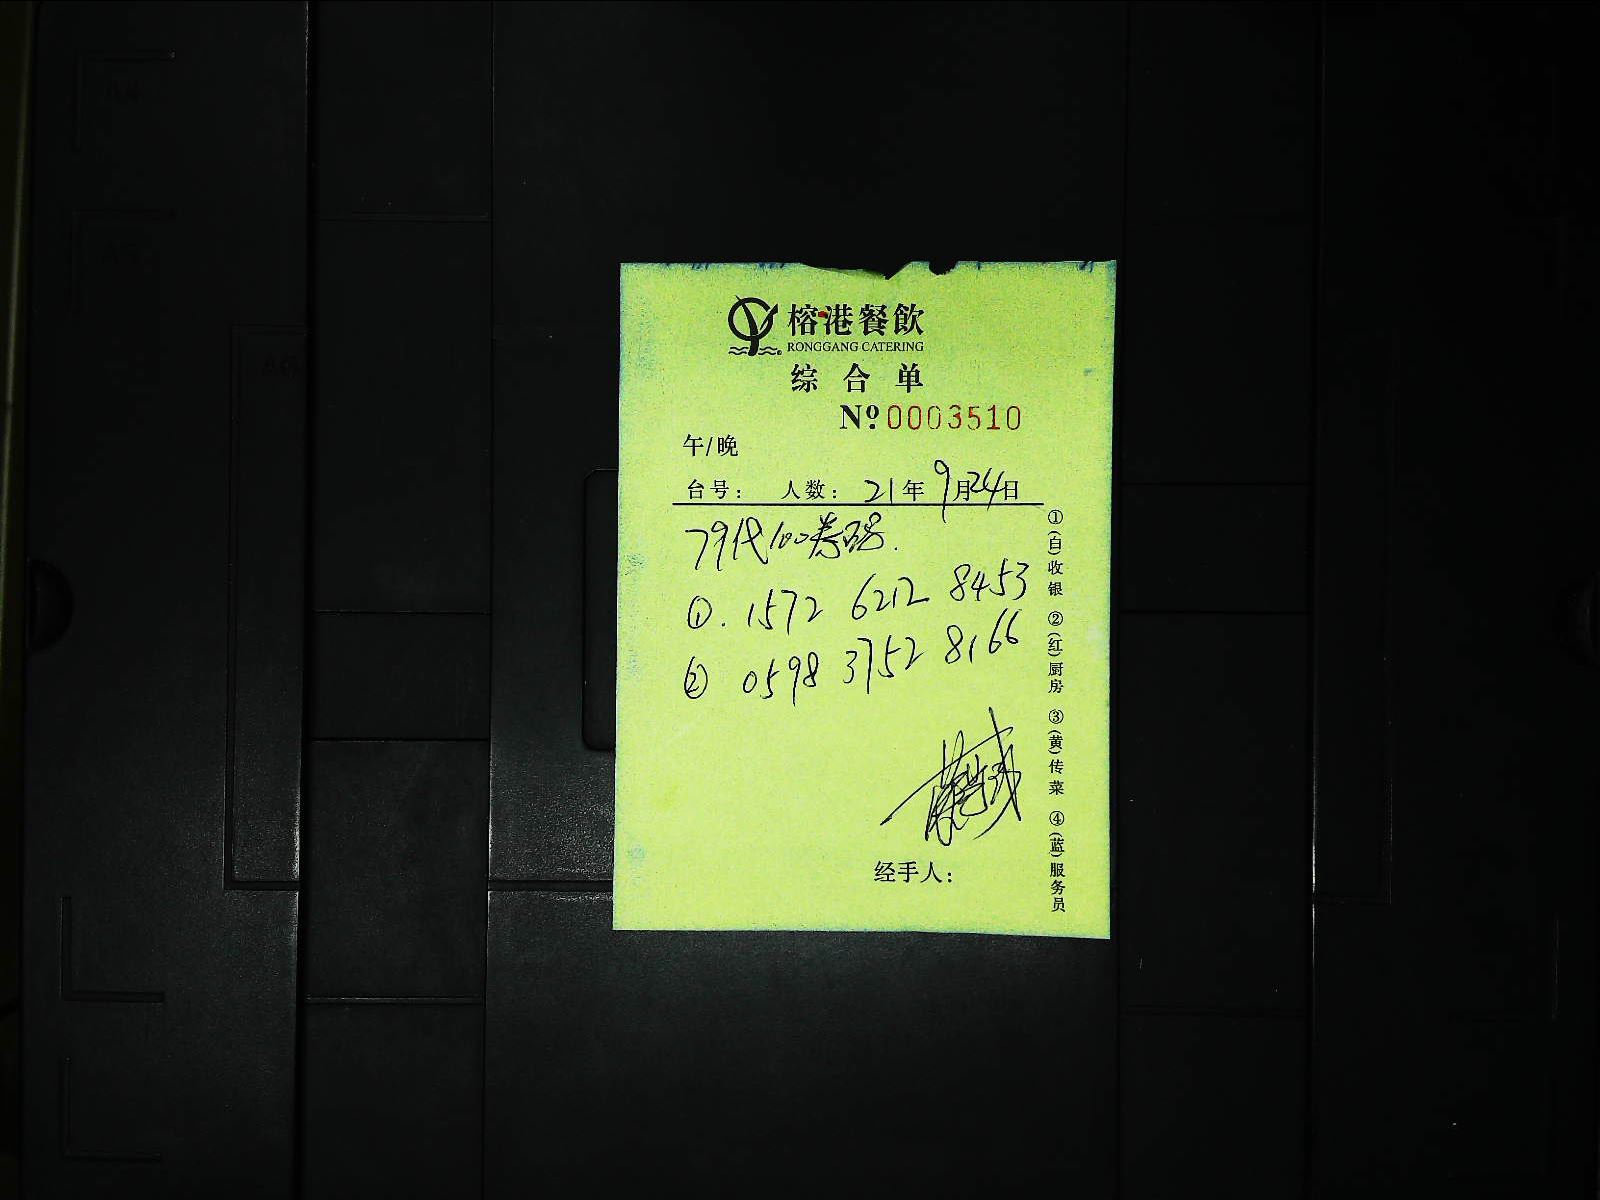 榕港餐飲
RONGGANG CATERING
综合单
№ 0003510
午/晚
台号: 人数: 21年9月24日
79代100券码.
①. 1572 6212 8453
② 0598 3752 8166
经手人:
①(白)收银 ②(红)厨房 ③(黄)传菜 ④(蓝)服务员